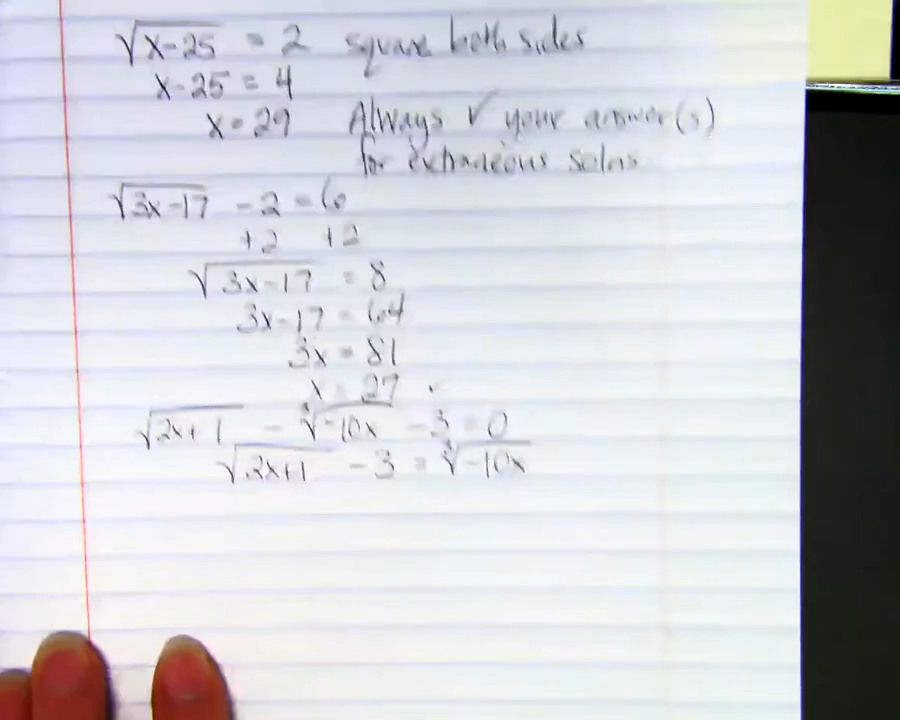 √x-25 = 2 square both sides
x-25 = 4
x = 29 Always ✓ your answer(s)
for extraneous solns
√3x-17 - 2 = 6
+2 +2
√3x-17 = 8
3x-17 = 64
3x = 81
x = 27 ✓
√2x+1 - ∛-10x - 3 = 0
√2x+1 - 3 = ∛-10x